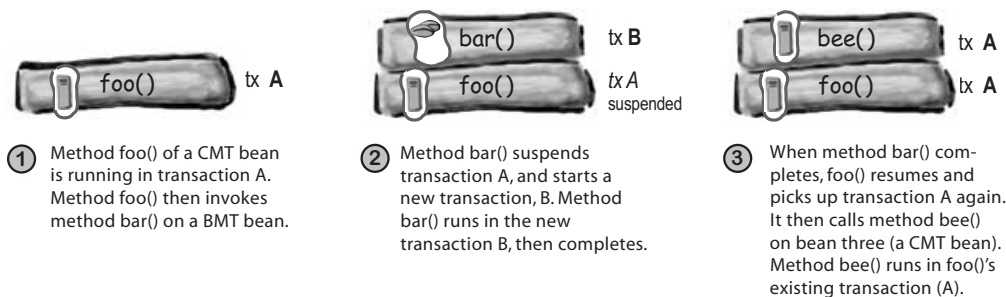 foo()
tx A
1
Method foo() of a CMT bean
is running in transaction A.
Method foo() then invokes
method bar() on a BMT bean.
bar()
tx B
foo()
tx A
suspended
2
Method bar() suspends
transaction A, and starts a
new transaction, B. Method
bar() runs in the new
transaction B, then completes.
bee()
tx A
foo()
tx A
3
When method bar() com-
pletes, foo() resumes and
picks up transaction A again.
It then calls method bee()
on bean three (a CMT bean).
Method bee() runs in foo()'s
existing transaction (A).